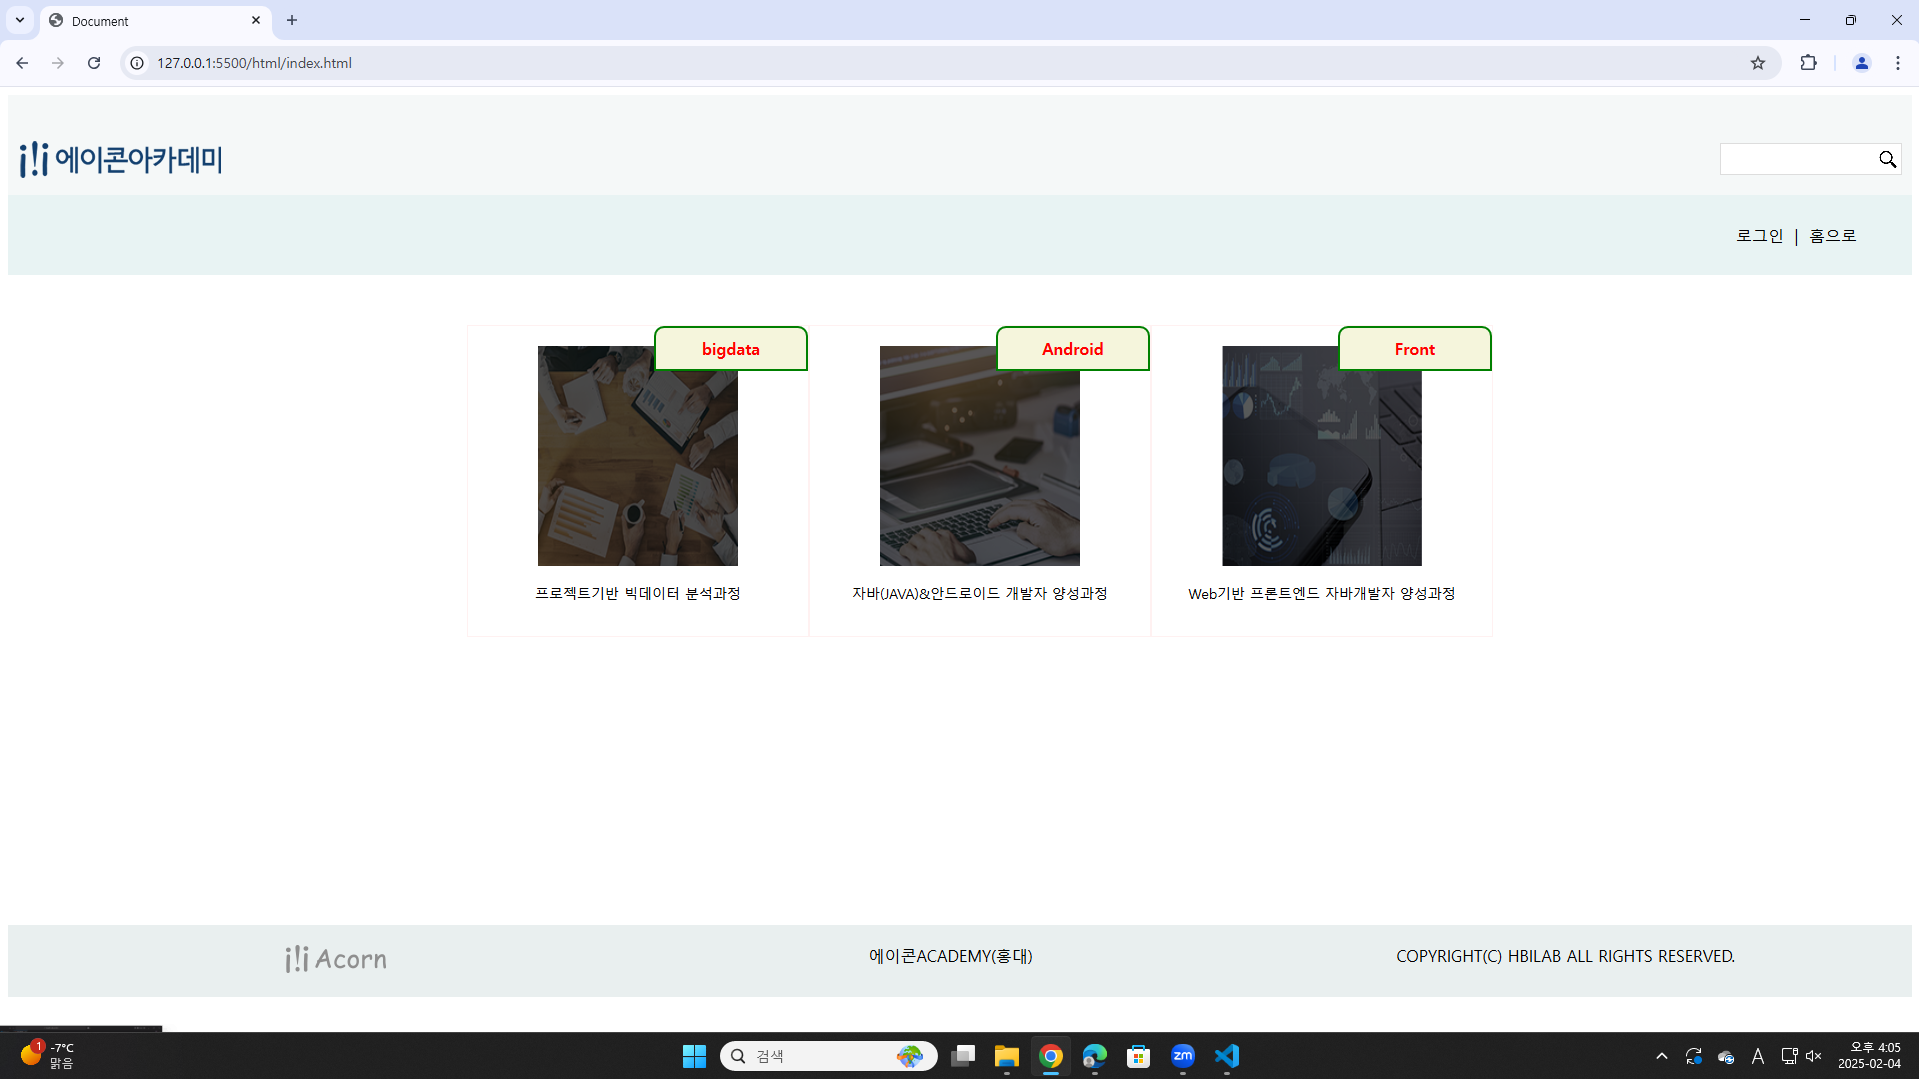 Document
127.0.0.1:5500/html/index.html
에이콘아카데미
로그인 | 홈으로
bigdata
Android
Front
프로젝트기반 빅데이터 분석과정
자바(JAVA)&안드로이드 개발자 양성과정
Web기반 프론트엔드 자바개발자 양성과정
Acorn
에이콘ACADEMY(홍대)
COPYRIGHT(C) HBILAB ALL RIGHTS RESERVED.
1
-7°C
맑음
검색
zm
A
오후 4:05
2025-02-04